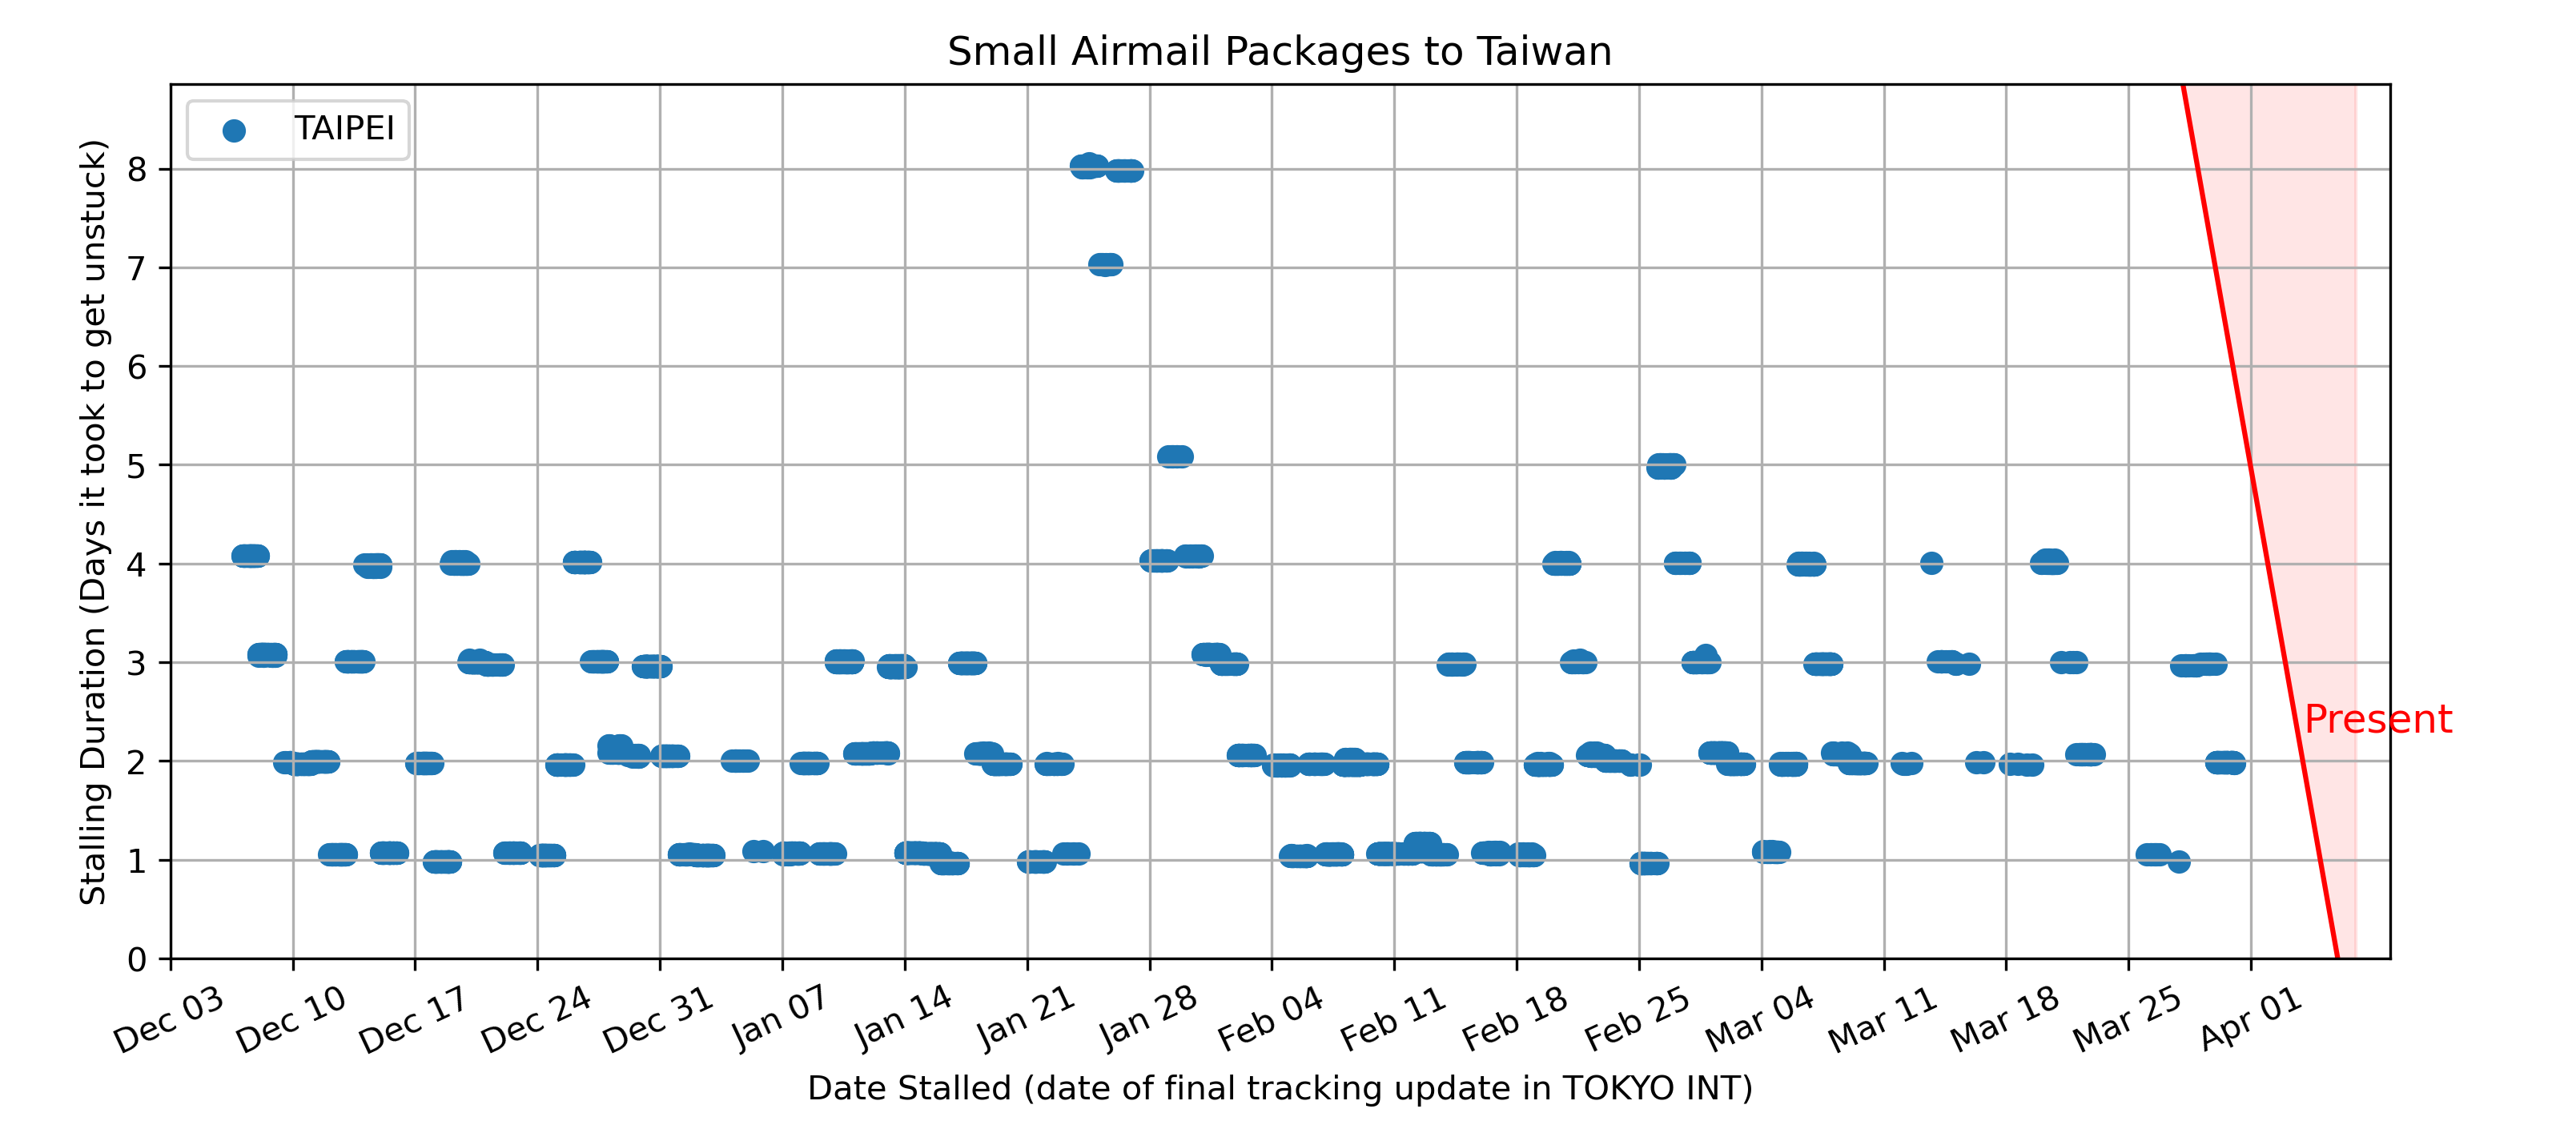 Small Airmail Packages to Taiwan
TAIPEI
Stalling Duration (Days it took to get unstuck)
8
7
6
5
4
3
2
1
0
Present
Dec 03
Dec 10
Dec 17
Dec 24
Dec 31
Jan 07
Jan 14
Jan 21
Jan 28
Feb 04
Feb 11
Feb 18
Feb 25
Mar 04
Mar 11
Mar 18
Mar 25
Apr 01
Date Stalled (date of final tracking update in TOKYO INT)